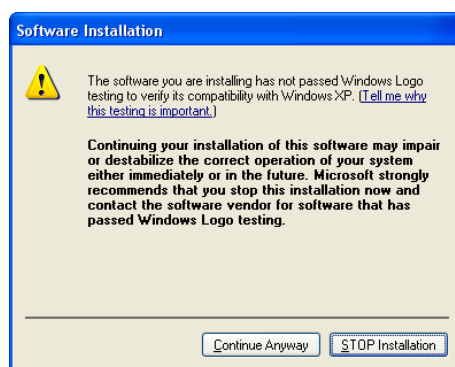 Software Installation
The software you are installing has not passed Windows Logo
testing to verify its compatibility with Windows XP. (Tell me why
this testing is important.)
Continuing your installation of this software may impair
or destabilize the correct operation of your system
either immediately or in the future. Microsoft strongly
recommends that you stop this installation now and
contact the software vendor for software that has
passed Windows Logo testing.
Continue Anyway STOP Installation